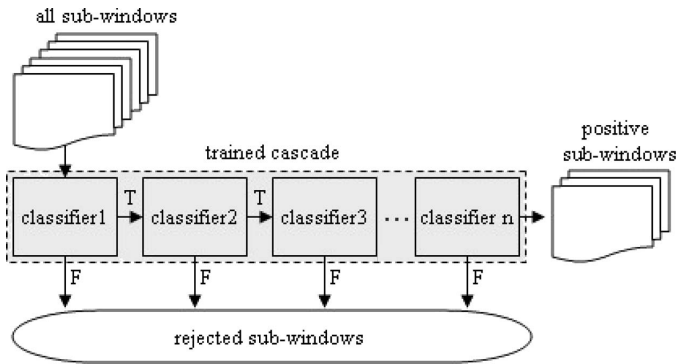 all sub-windows
positive
sub-windows
trained cascade
T
T
classifier1
classifier2
classifier3
...
classifier n
F
F
F
F
rejected sub-windows